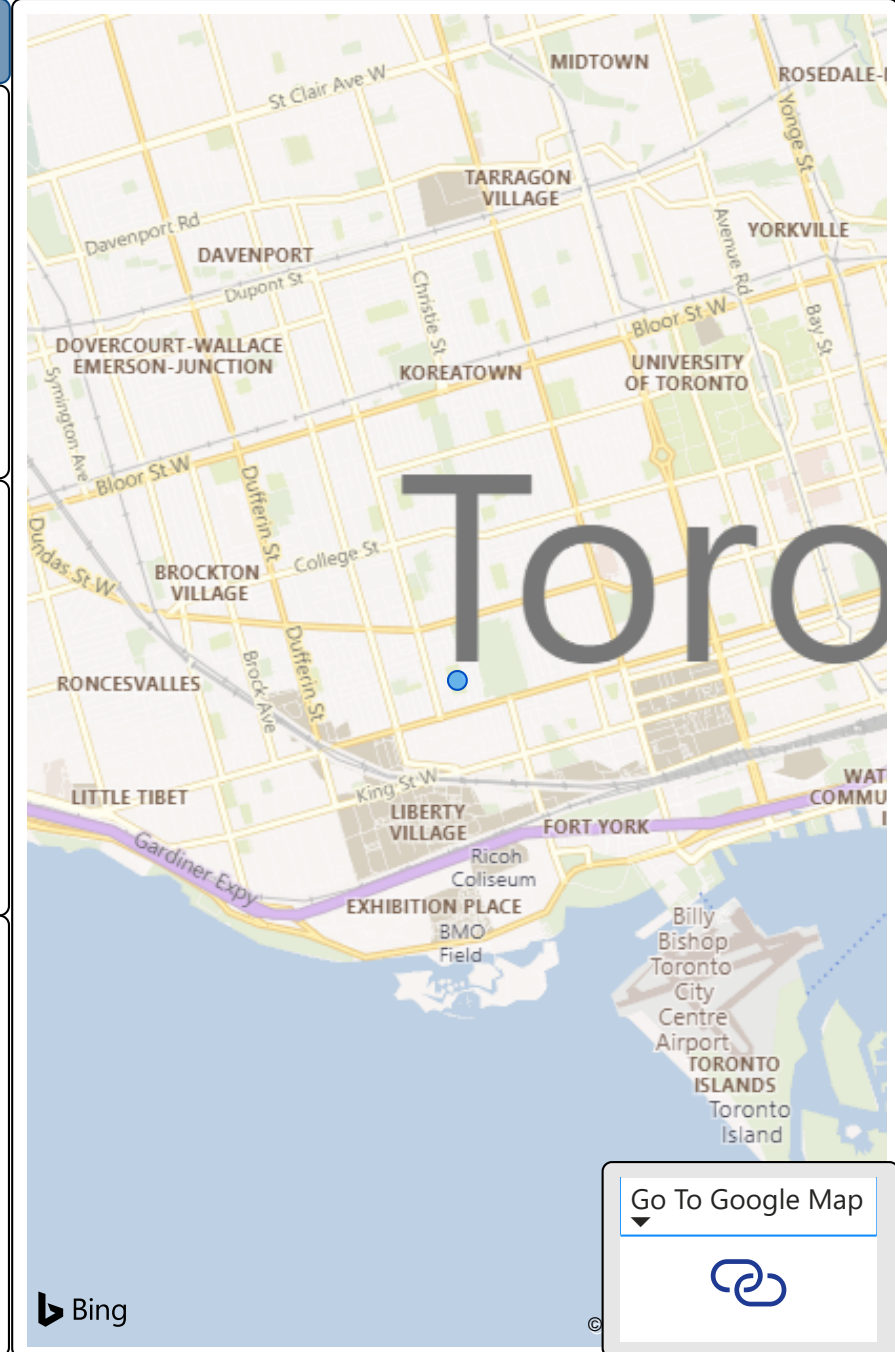 MIDTOWN
ROSEDALE-
St Clair Ave W
Yonge St
TARRAGON
VILLAGE
Davenport Rd
DAVENPORT
Avenue Rd
YORKVILLE
Dupont St
Christie St
Bloor St W
Bay St
DOVERCOURT-WALLACE
EMERSON-JUNCTION
KOREATOWN
UNIVERSITY
OF TORONTO
Symington Ave
Bloor St W
Dufferin St
Toro
Dundas St W
College St
BROCKTON
VILLAGE
Dufferin St
Brock Ave
RONCESVALLES
King St W
LITTLE TIBET
WAT
COMMU
LIBERTY
VILLAGE
FORT YORK
Gardiner Expy
Ricoh
Coliseum
EXHIBITION PLACE
BMO
Field
Billy
Bishop
Toronto
City
Centre
Airport
TORONTO
ISLANDS
Toronto
Island
Go To Google Map
Bing
©